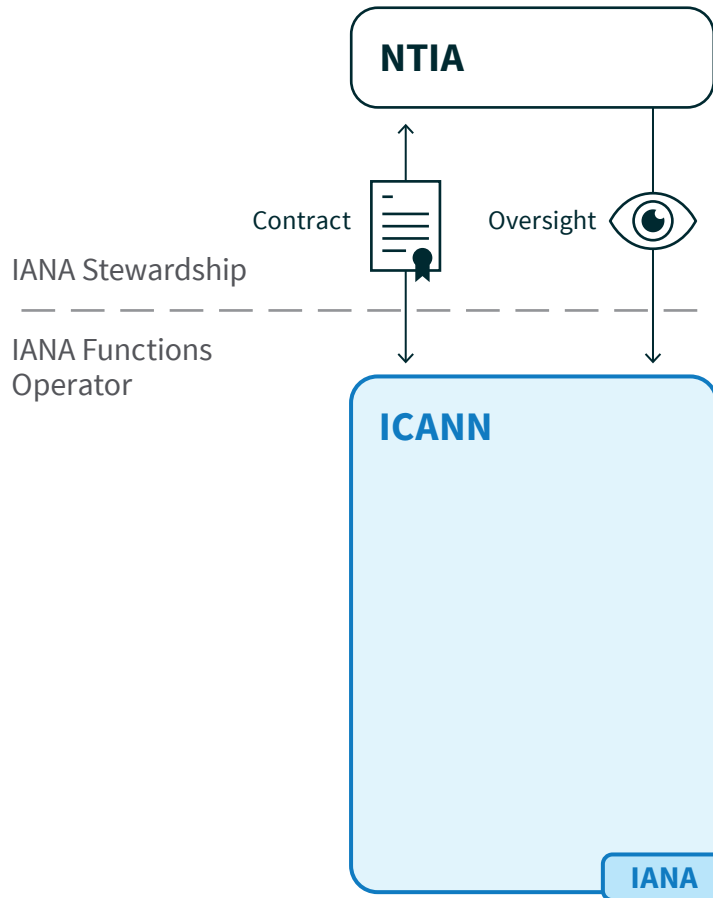 NTIA
Contract
Oversight
IANA Stewardship
IANA Functions
Operator
ICANN
IANA